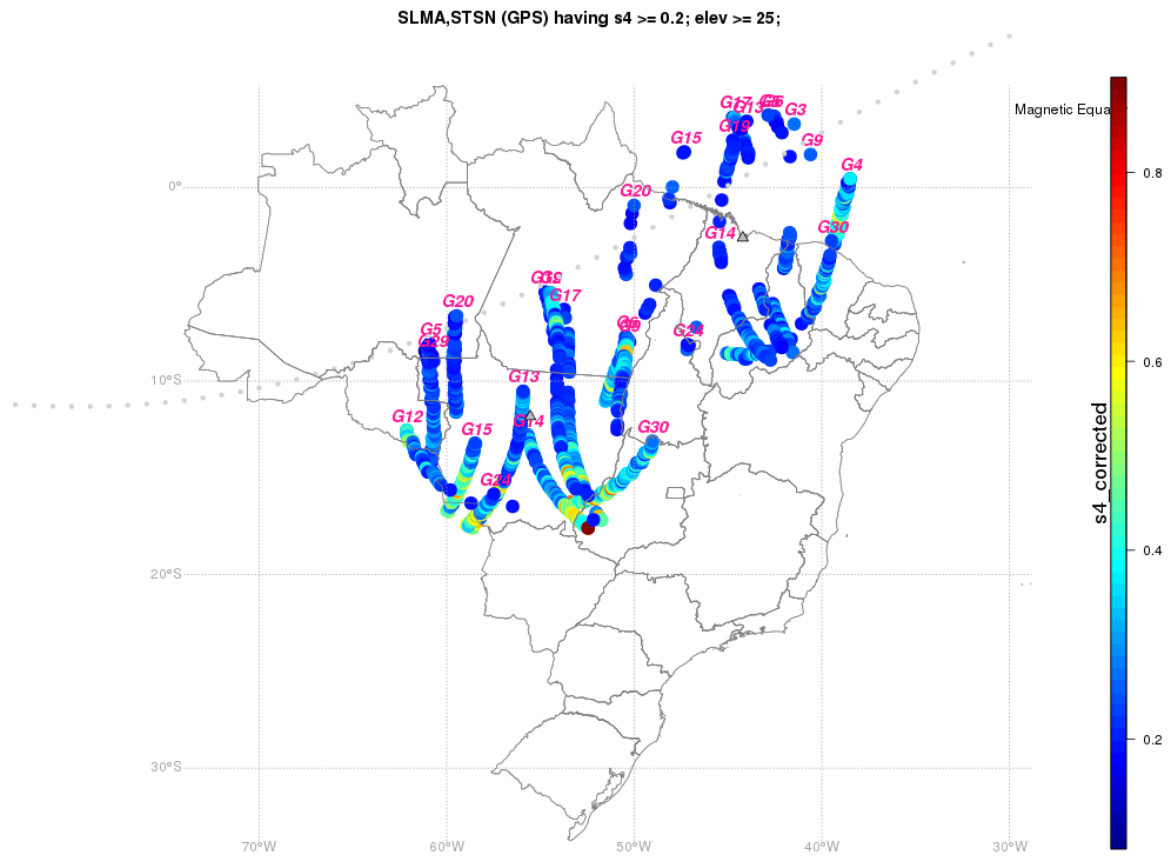 SLMA,STSN (GPS) having s4 >= 0.2; elev >= 25;
Magnetic Equa
G17
G13
G3
G19
G15
G9
G4
0°
G20
G30
G14
G17
G20
G5
G29
G24
10°S
G13
G12
G14
G30
G15
G24
20°S
30°S
70°W
60°W
50°W
40°W
30°W
s4_corrected
0.8
0.6
0.4
0.2